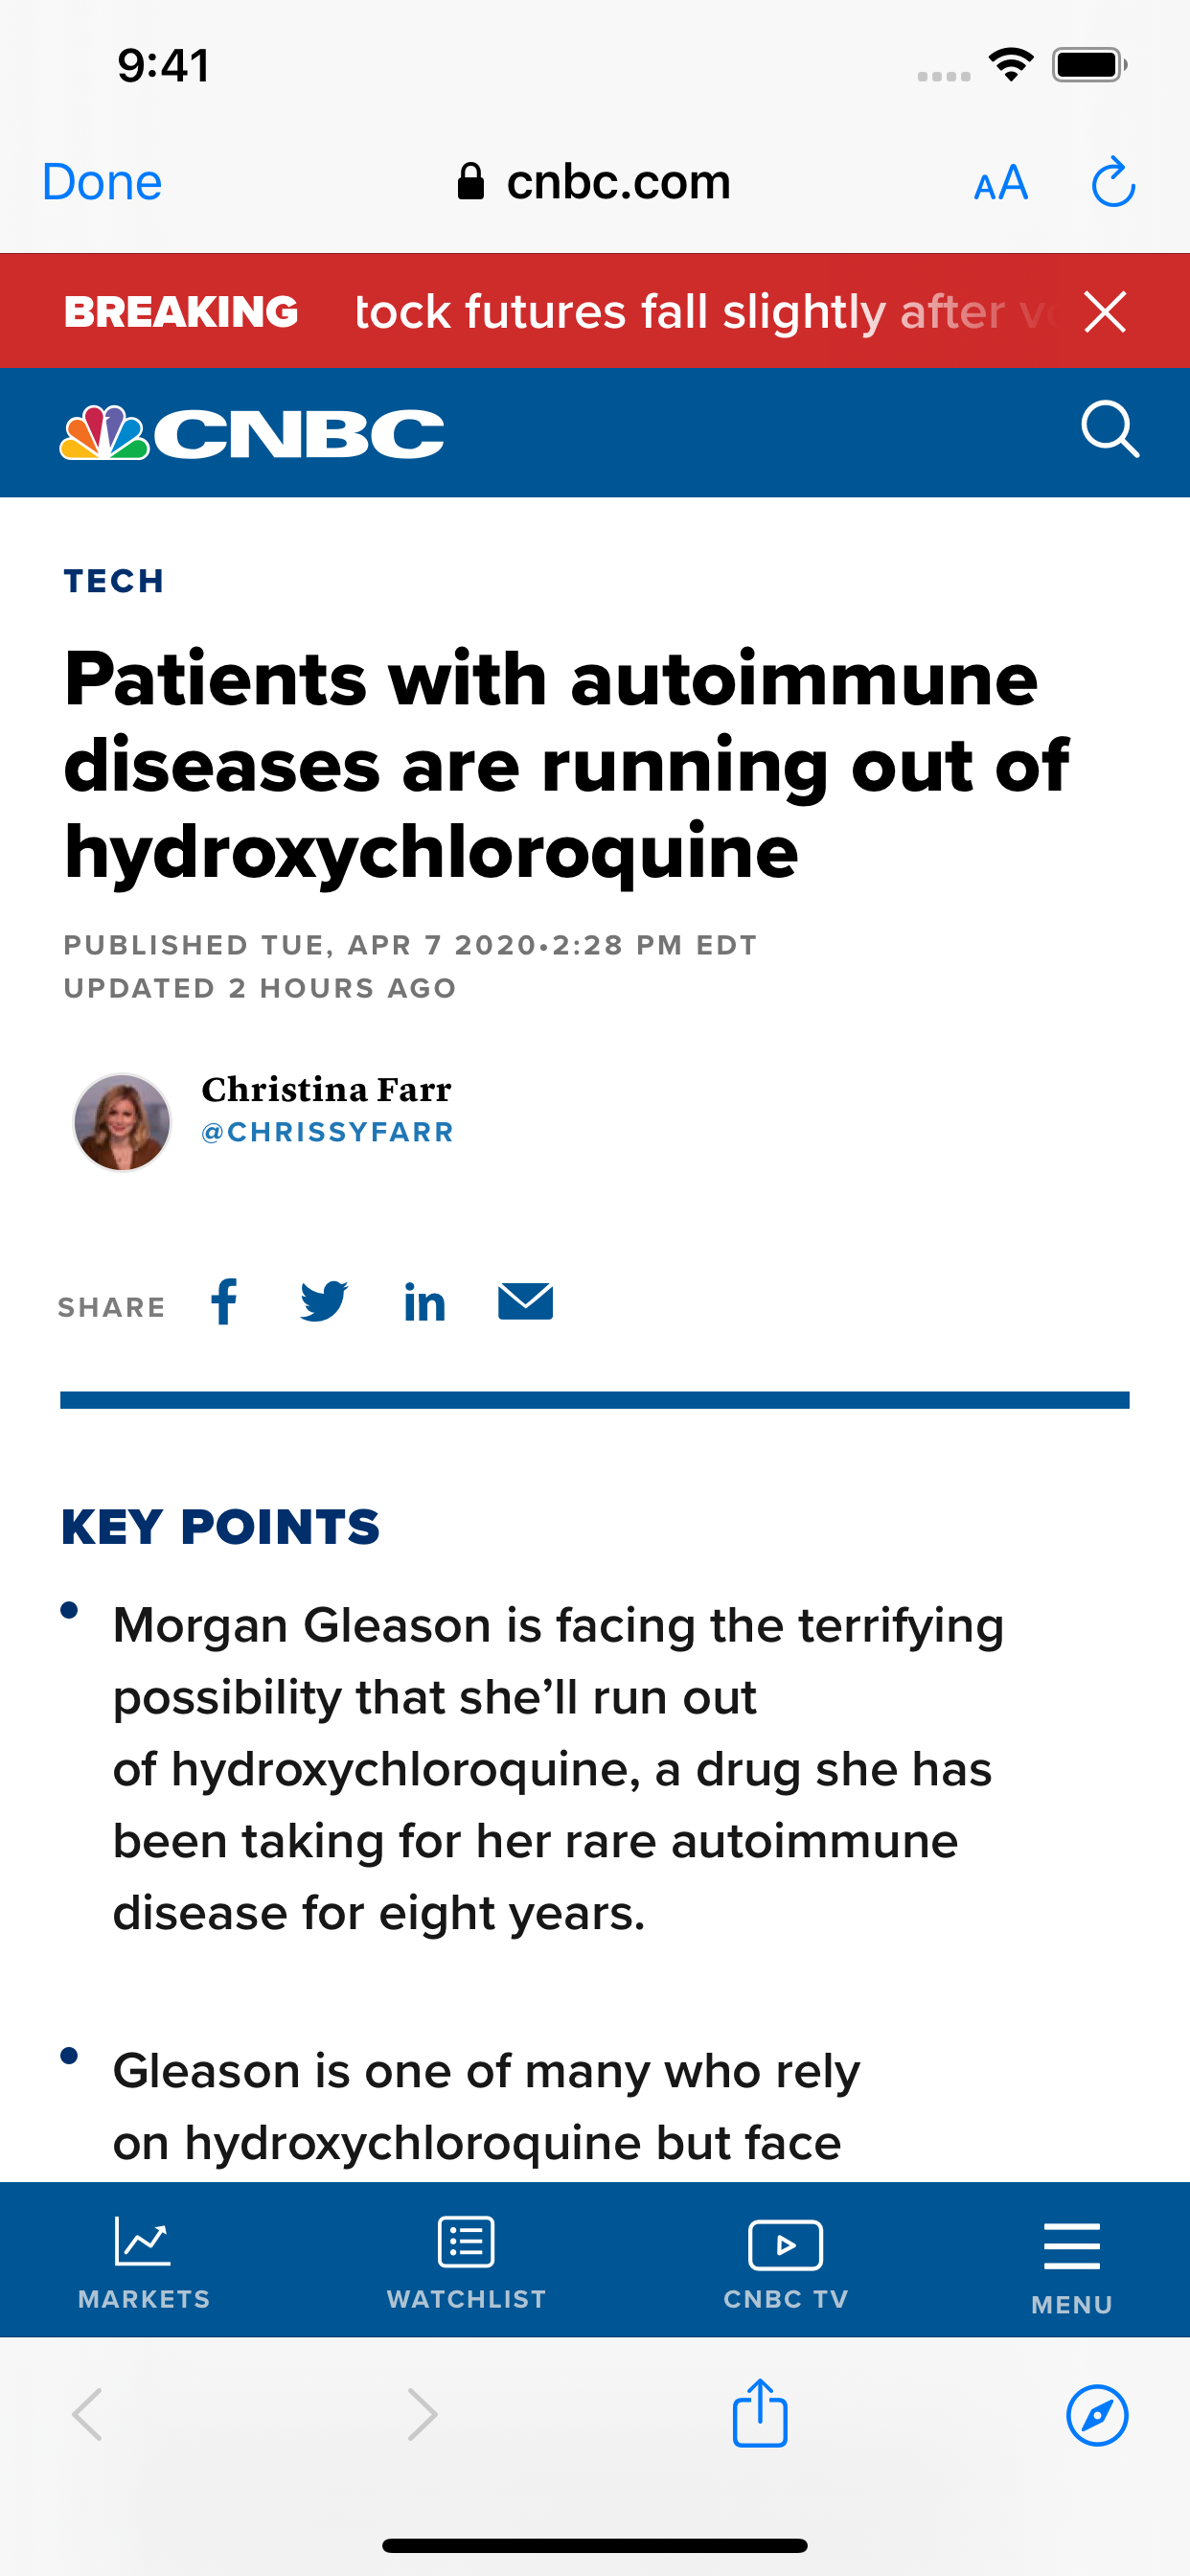 9:41
Done
cnbc.com
AA
BREAKING tock futures fall slightly after
CNBC
TECH
Patients with autoimmune
diseases are running out of
hydroxychloroquine
PUBLISHED TUE, APR 7 2020•2:28 PM EDT
UPDATED 2 HOURS AGO
Christina Farr
@CHRISSYFARR
SHARE
KEY POINTS
• Morgan Gleason is facing the terrifying
possibility that she’ll run out
of hydroxychloroquine, a drug she has
been taking for her rare autoimmune
disease for eight years.
• Gleason is one of many who rely
on hydroxychloroquine but face
MARKETS WATCHLIST CNBC TV MENU